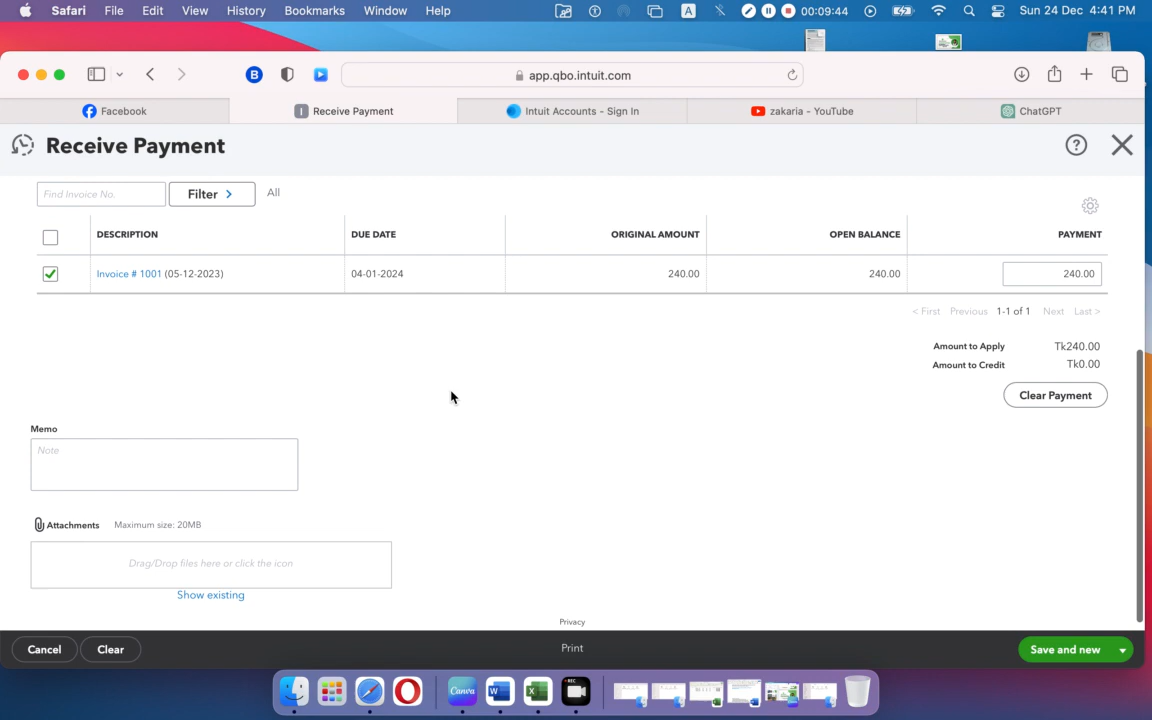 Safari File Edit View History Bookmarks Window Help A 00:09:44 Sun 24 Dec 4:41 PM
B app.qbo.intuit.com
Facebook I Receive Payment Intuit Accounts - Sign In zakaria - YouTube ChatGPT
Receive Payment
Find Invoice No. Filter > All
DESCRIPTION DUE DATE ORIGINAL AMOUNT OPEN BALANCE PAYMENT
Invoice # 1001 (05-12-2023) 04-01-2024 240.00 240.00 240.00
< First Previous 1-1 of 1 Next Last >
Amount to Apply Tk240.00
Amount to Credit Tk0.00
Clear Payment
Memo
Note
Attachments Maximum size: 20MB
Drag/Drop files here or click the icon
Show existing
Privacy
Cancel Clear Print Save and new
Canva W X REC